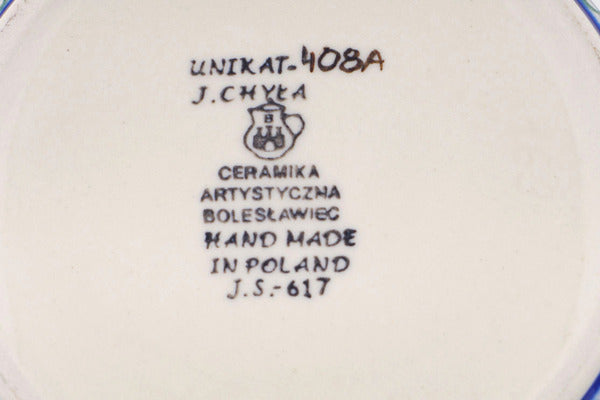 UNIKAT-408A
J. CHYŁA
B
CERAMIKA
ARTYSTYCZNA
BOLESŁAWIEC
HAND MADE
IN POLAND
J.S.-617